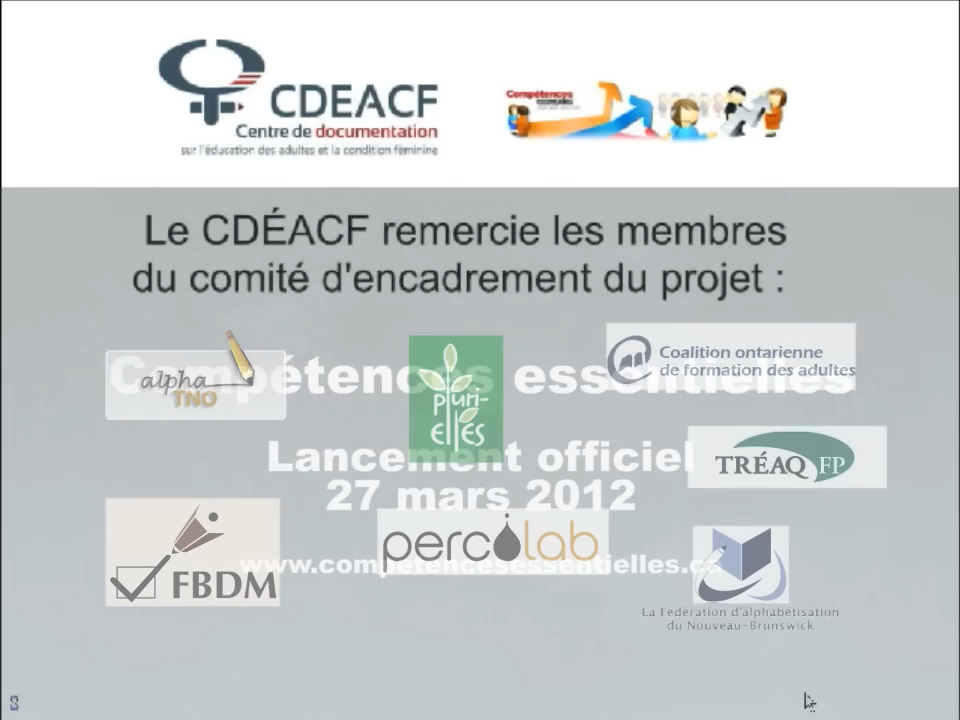 CDEACF
Centre de documentation
sur l'éducation des adultes et la condition féminine
Compétences
essentielles
Le CDÉACF remercie les membres
du comité d'encadrement du projet :
Compétences essentielles
alpha
TNO
pluri-
elles
Coalition ontarienne
de formation des adultes
Lancement officiel
27 mars 2012
TRÉAQ FP
FBDM
percolab
www.competencesessentielles.ca
La Fédération d'alphabétisation
du Nouveau-Brunswick